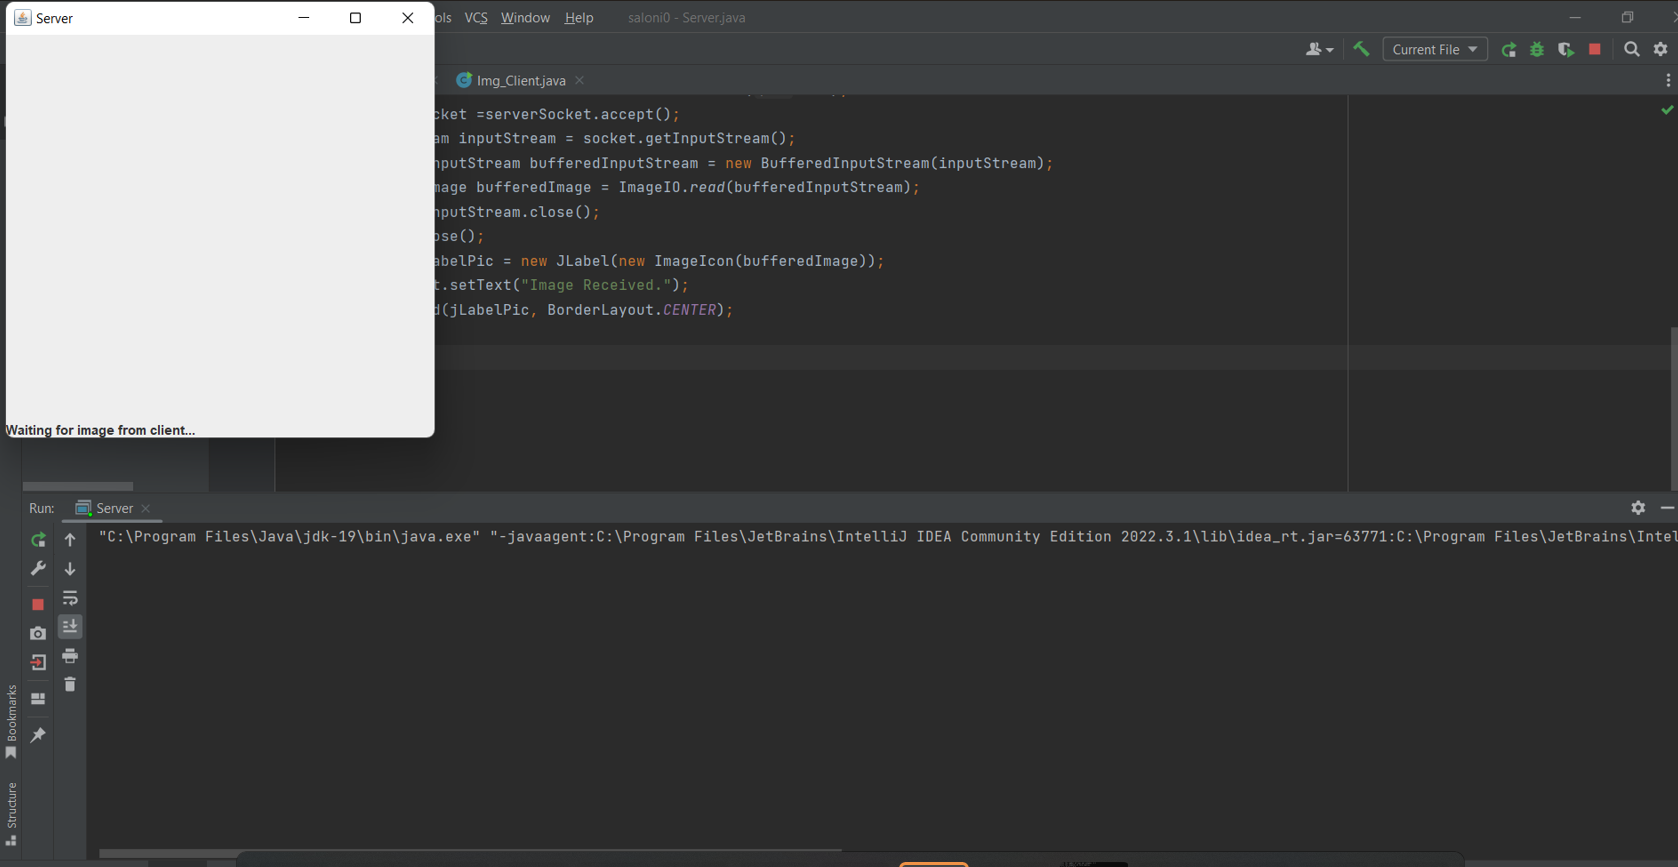 Server
ols VCS Window Help saloni0 - Server.java
Current File
Img_Client.java
cket =serverSocket.accept();
am inputStream = socket.getInputStream();
nputStream bufferedInputStream = new BufferedInputStream(inputStream);
mage bufferedImage = ImageIO.read(bufferedInputStream);
nputStream.close();
ose();
abelPic = new JLabel(new ImageIcon(bufferedImage));
t.setText("Image Received.");
d(jLabelPic, BorderLayout.CENTER);
Waiting for image from client...
Run: Server
"C:\Program Files\Java\jdk-19\bin\java.exe" "-javaagent:C:\Program Files\JetBrains\IntelliJ IDEA Community Edition 2022.3.1\lib\idea_rt.jar=63771:C:\Program Files\JetBrains\Intel
Bookmarks
Structure